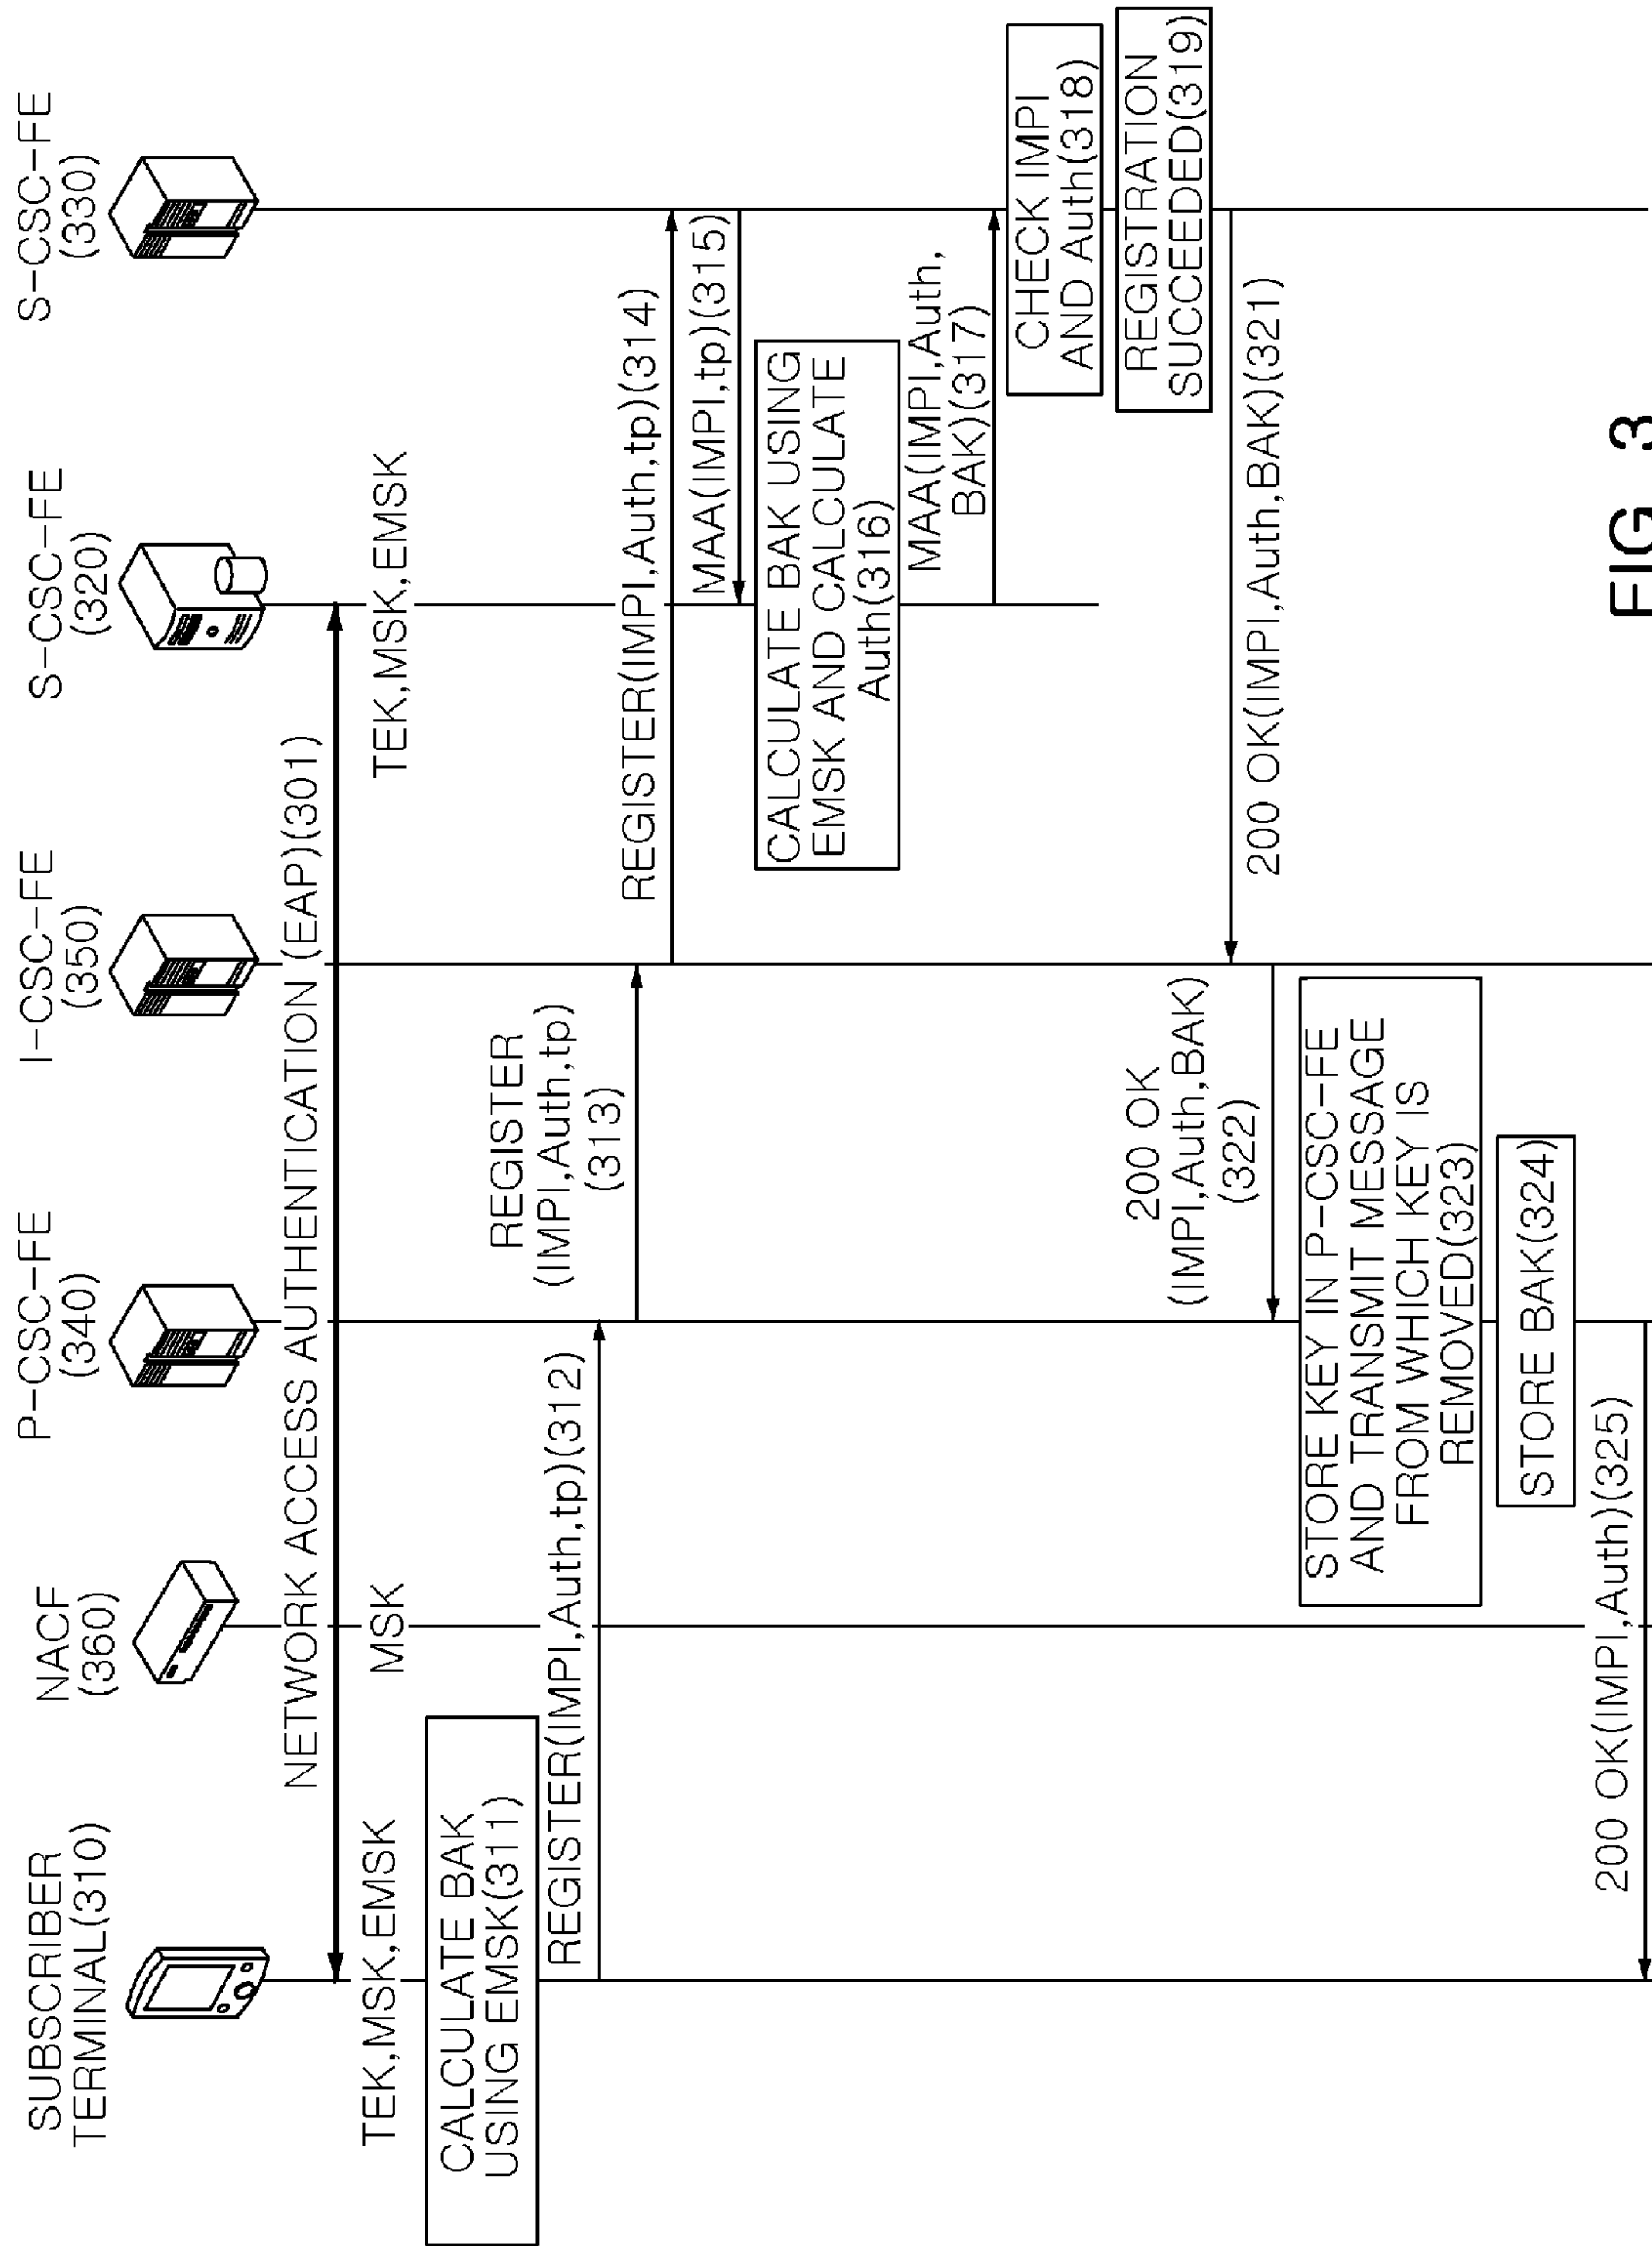 SUBSCRIBER
TERMINAL(310)
NACF
(360)
P-CSC-FE
(340)
I-CSC-FE
(350)
S-CSC-FE
(320)
S-CSC-FE
(330)
NETWORK ACCESS AUTHENTICATION (EAP)(301)
TEK,MSK,EMSK
MSK
TEK,MSK,EMSK
CALCULATE BAK
USING EMSK(311)
REGISTER(IMPI,Auth,tp)(312)
REGISTER
(IMPI,Auth,tp)
(313)
REGISTER(IMPI,Auth,tp)(314)
MAA(IMPI,tp)(315)
CALCULATE BAK USING
EMSK AND CALCULATE
Auth(316)
MAA(IMPI,Auth,
BAK)(317)
CHECK IMPI
AND Auth(318)
REGISTRATION
SUCCEEDED(319)
200 OK(IMPI,Auth,BAK)(321)
200 OK
(IMPI,Auth,BAK)
(322)
STORE KEY IN P-CSC-FE
AND TRANSMIT MESSAGE
FROM WHICH KEY IS
REMOVED(323)
STORE BAK(324)
200 OK(IMPI,Auth)(325)
FIG 3